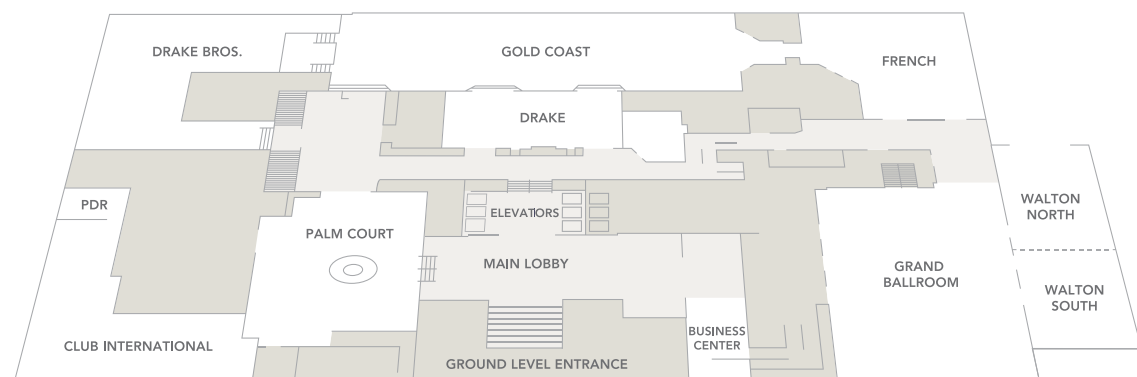 DRAKE BROS.
GOLD COAST
FRENCH
DRAKE
PDR
ELEVATIORS
WALTON
NORTH
PALM COURT
MAIN LOBBY
GRAND
BALLROOM
WALTON
SOUTH
CLUB INTERNATIONAL
BUSINESS
CENTER
GROUND LEVEL ENTRANCE